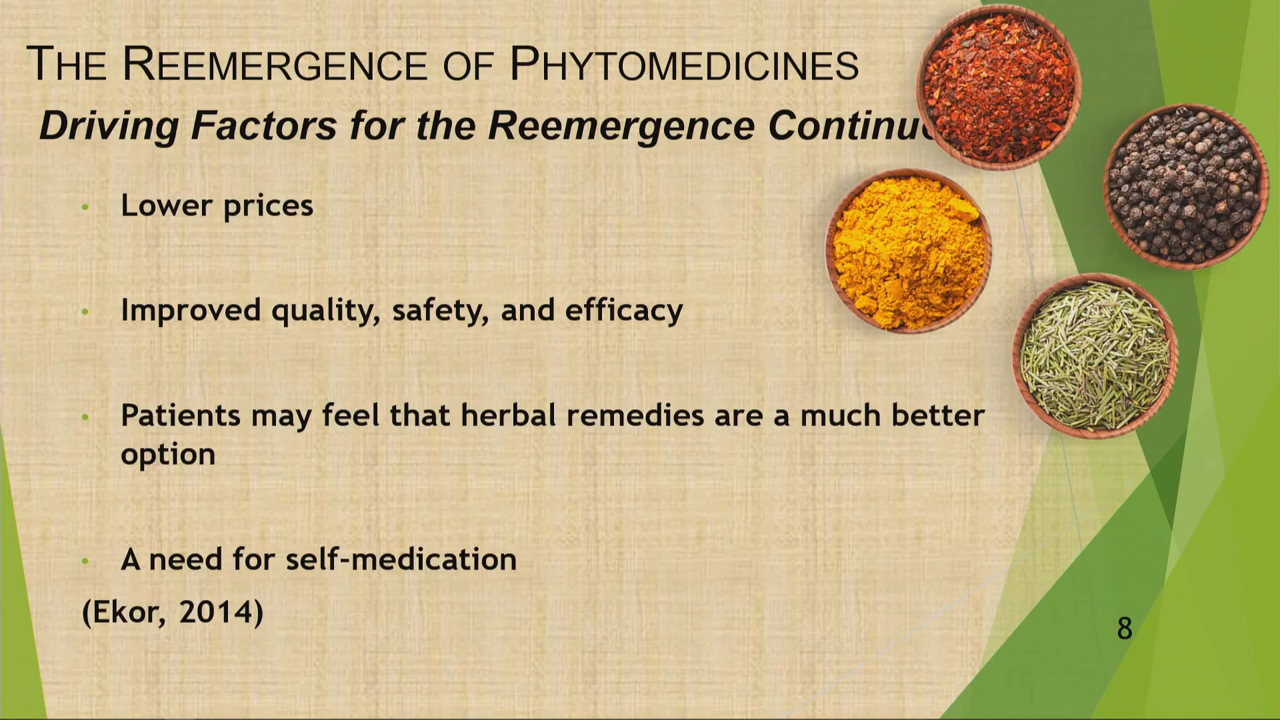 THE REEMERGENCE OF PHYTOMEDICINES
Driving Factors for the Reemergence
• Lower prices
• Improved quality, safety, and efficacy
• Patients may feel that herbal remedies are a much better
option
• A need for self-medication
(Ekor, 2014)
8